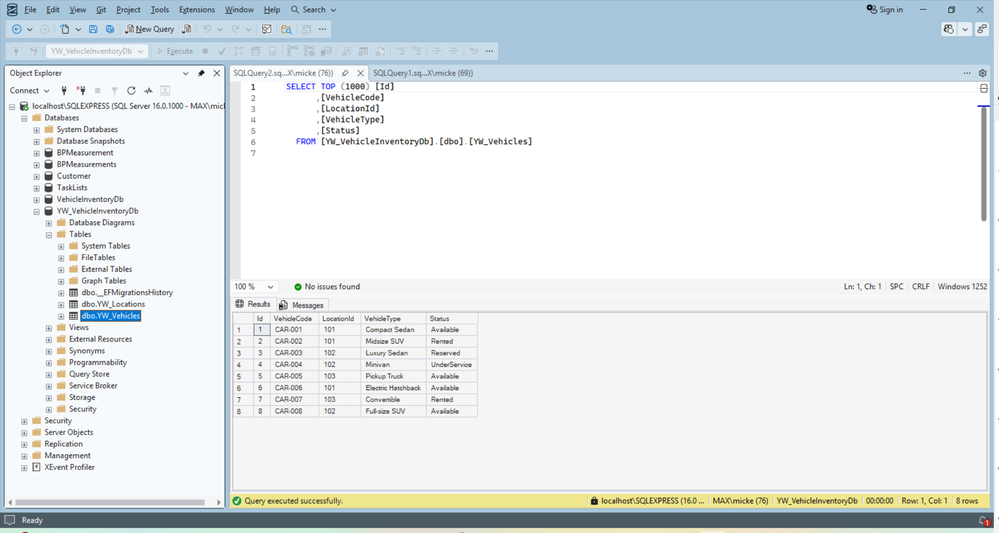 File Edit View Git Project Tools Extensions Window Help Search Sign in
New Query
YW_VehicleInventoryDb Execute
Object Explorer
Connect
localhost\SQLEXPRESS (SQL Server 16.0.1000 - MAX\mic
Databases
System Databases
Database Snapshots
BPMeasurement
BPMeasurements
Customer
TaskLists
VehicleInventoryDb
YW_VehicleInventoryDb
Database Diagrams
Tables
System Tables
FileTables
External Tables
Graph Tables
dbo.__EFMigrationsHistory
dbo.YW_Locations
dbo.YW_Vehicles
Views
External Resources
Synonyms
Programmability
Query Store
Service Broker
Storage
Security
Security
Server Objects
Replication
Management
XEvent Profiler
SQLQuery2.sq...X\micke (76)) SQLQuery1.sq...X\micke (69))
1 SELECT TOP (1000) [Id]
2 ,[VehicleCode]
3 ,[LocationId]
4 ,[VehicleType]
5 ,[Status]
6 FROM [YW_VehicleInventoryDb].[dbo].[YW_Vehicles]
7
100 % No issues found Ln: 1, Ch: 1 SPC CRLF Windows 1252
Results Messages
Id VehicleCode LocationId VehicleType Status
1 1 CAR-001 101 Compact Sedan Available
2 2 CAR-002 101 Midsize SUV Rented
3 3 CAR-003 102 Luxury Sedan Reserved
4 4 CAR-004 102 Minivan UnderService
5 5 CAR-005 103 Pickup Truck Available
6 6 CAR-006 101 Electric Hatchback Available
7 7 CAR-007 103 Convertible Rented
8 8 CAR-008 102 Full-size SUV Available
Query executed successfully. localhost\SQLEXPRESS (16.0 ... MAX\micke (76) YW_VehicleInventoryDb 00:00:00 Row: 1, Col: 1 8 rows
Ready 1